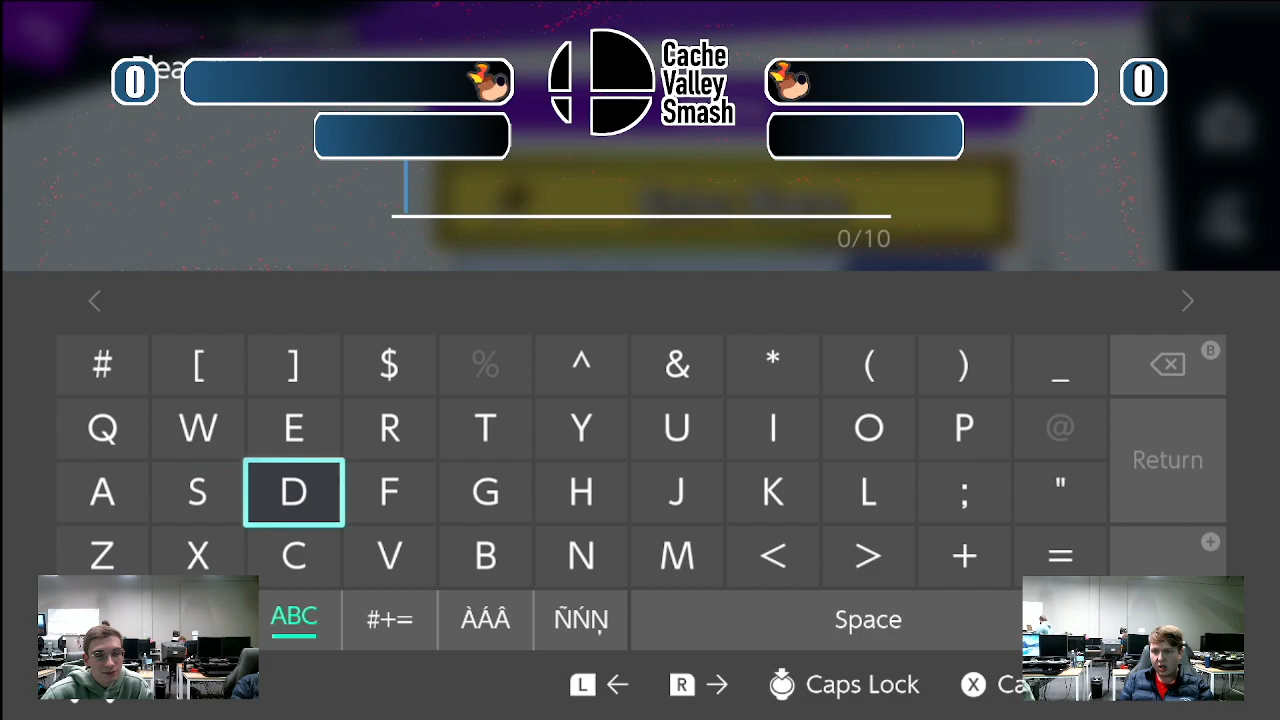 Cache
Valley
Smash
0
0
0/10
# [ ] $ % ^ & * ( ) _
B
Q W E R T Y U I O P @
Return
A S D F G H J K L ; "
Z X C V B N M < > + =
ABC #+= ÀÁÂ ÑŃŅ Space
L ← R → Caps Lock X